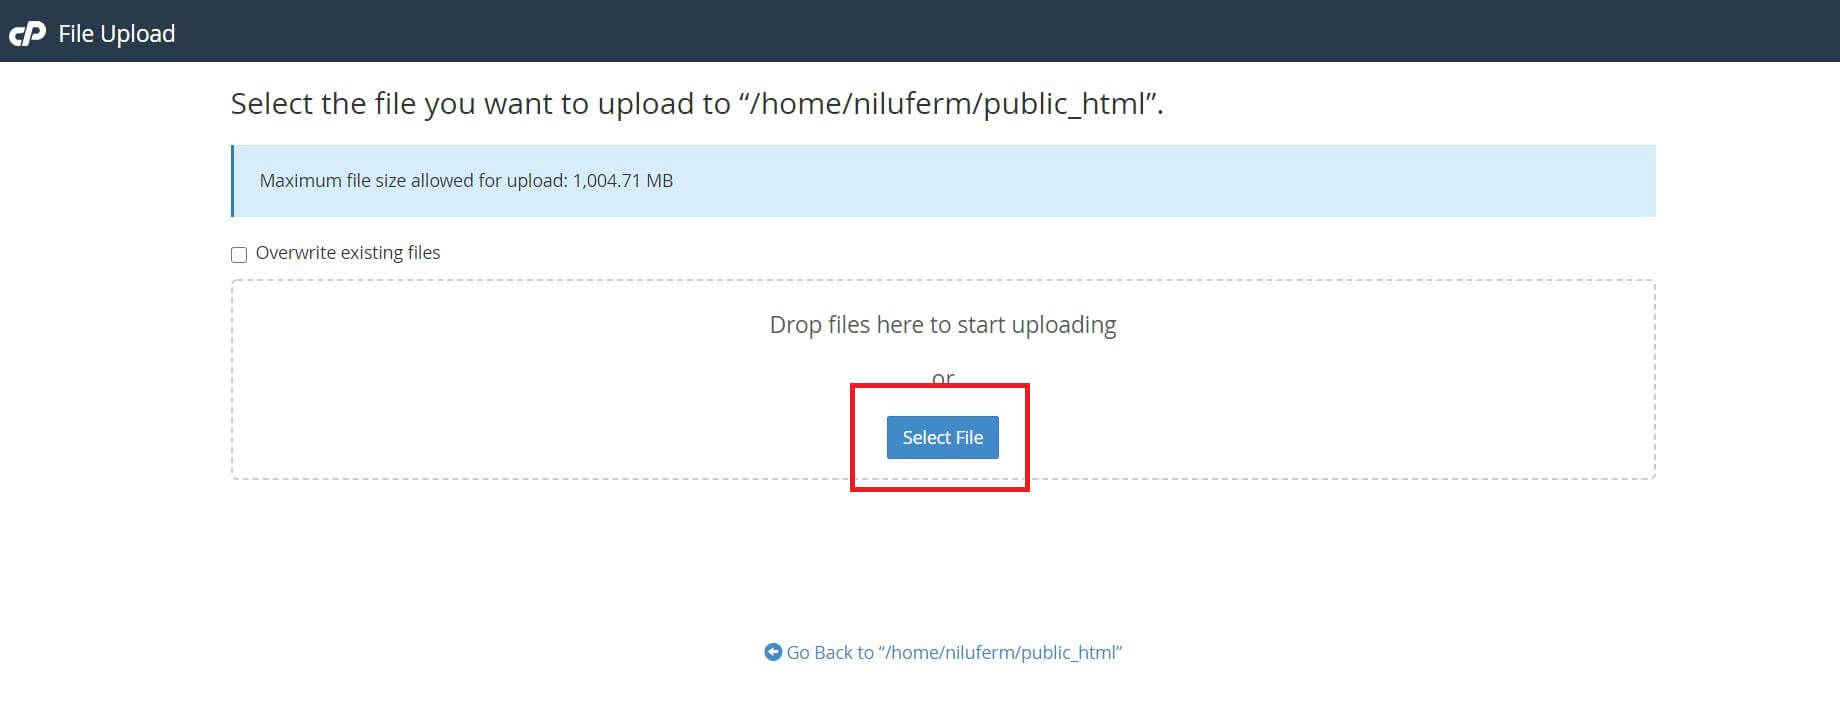 cP File Upload
Select the file you want to upload to “/home/niluferm/public_html”.
Maximum file size allowed for upload: 1,004.71 MB
Overwrite existing files
Drop files here to start uploading
or
Select File
Go Back to “/home/niluferm/public_html”